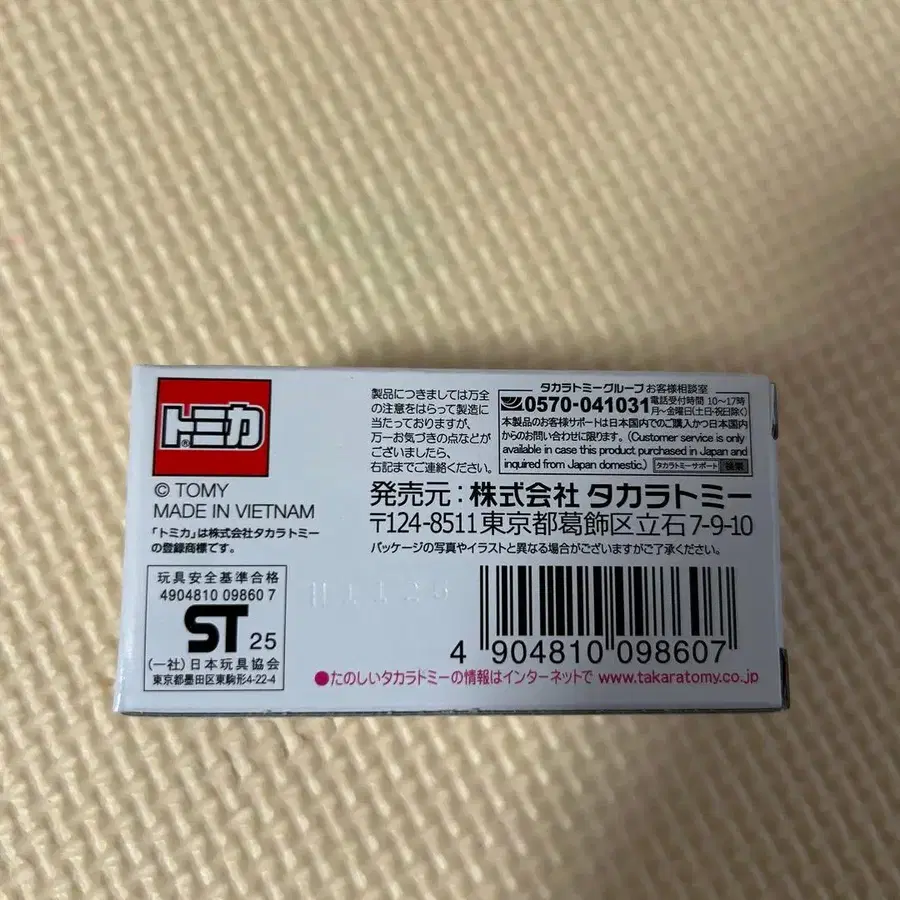 トミカ
®
© TOMY
MADE IN VIETNAM
「トミカ」は株式会社タカラトミー
の登録商標です。
玩具安全基準合格
4904810 09860 7
ST 25
(一社)日本玩具協会
東京都墨田区東駒形4-22-4
製品につきましては万全
の注意をはらって製造に
当たっておりますが、
万一お気づきの点などが
ございましたら、
右記までご連絡ください。
タカラトミーグループ お客様相談室
0570-041031 電話受付時間 10〜17時
月〜金曜日(土日・祝日除く)
本製品のお客様サポートは日本国内でのご購入かつ日本国内
からのお問い合わせに限ります。(Customer service is only
available in case this product purchased in Japan and
inquired from Japan domestic.) タカラトミーサポート 検索
発売元：株式会社 タカラトミー
〒124-8511 東京都葛飾区立石7-9-10
パッケージの写真やイラストと異なる場合がございますがご了承ください。
4 904810 098607
●たのしいタカラトミーの情報はインターネットで www.takaratomy.co.jp